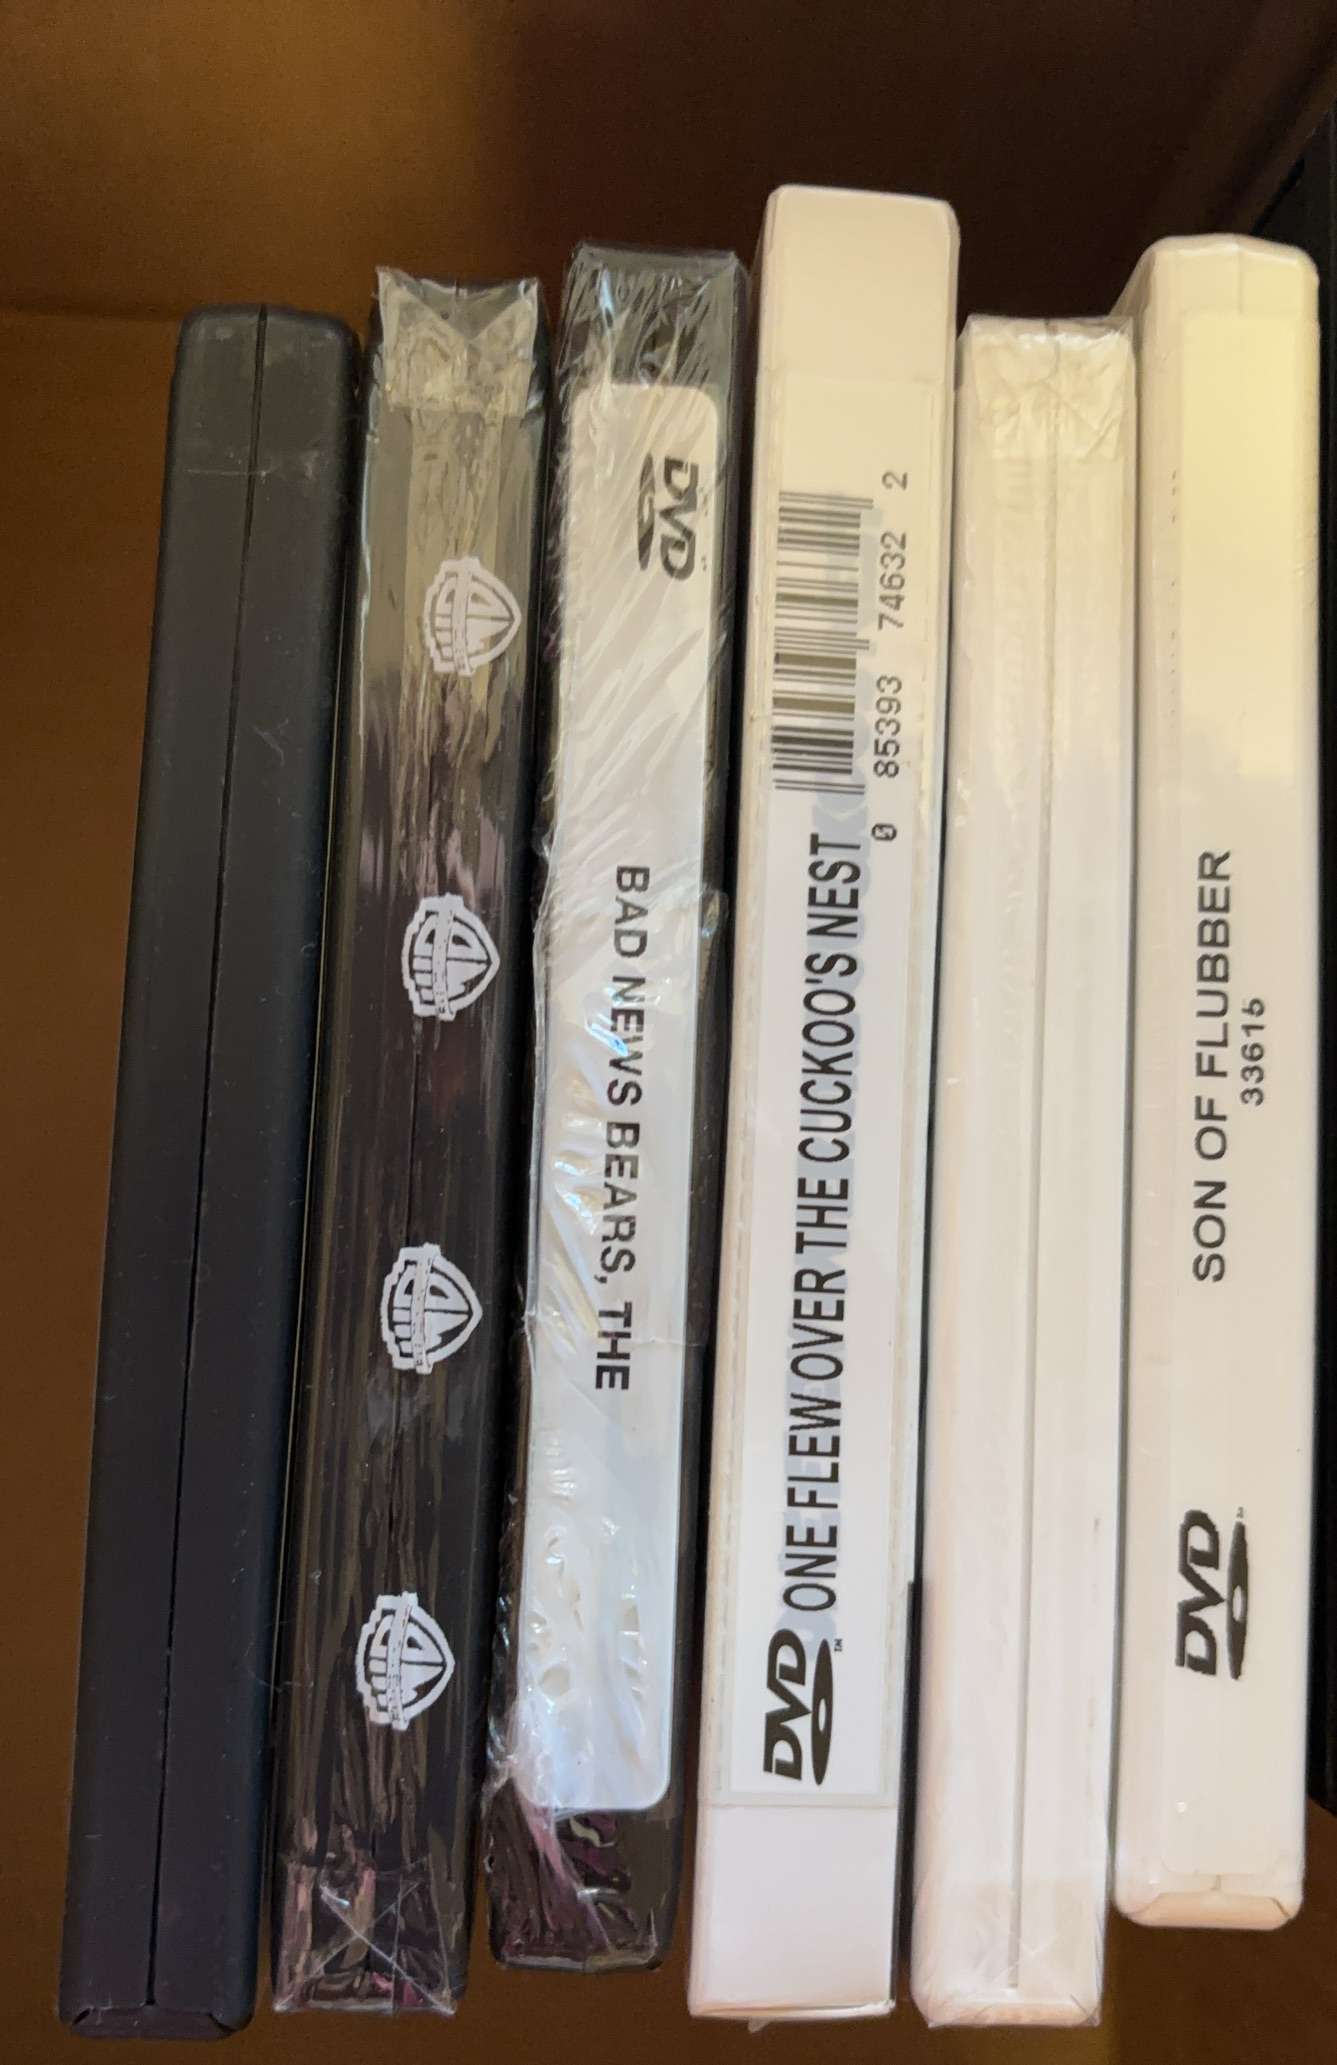 DVD
BAD NEWS BEARS, THE
DVD ™ ONE FLEW OVER THE CUCKOO'S NEST
0 85393 74632 2
DVD
SON OF FLUBBER
33615